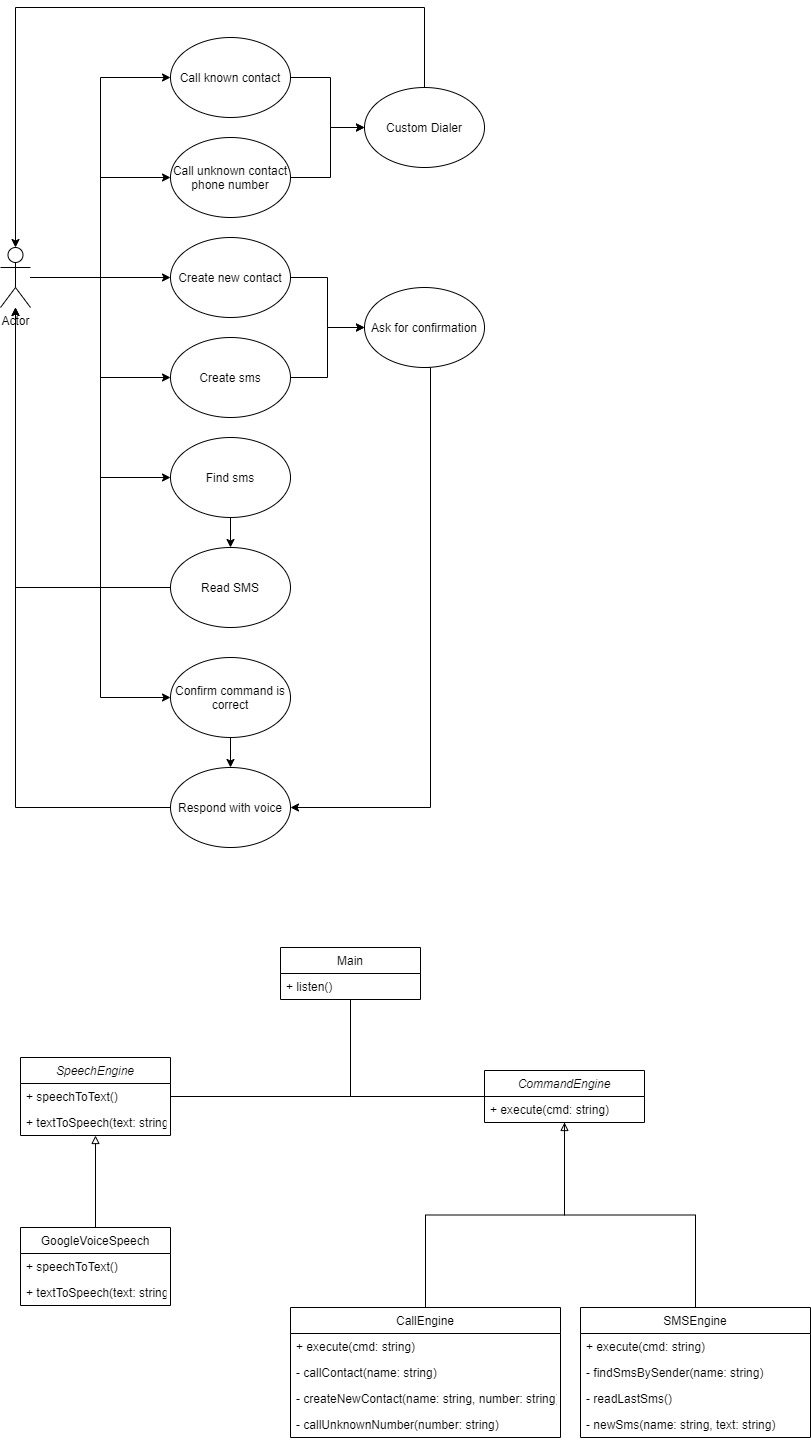 Call known contact
Custom Dialer
Call unknown contact
phone number
Create new contact
Actor
Ask for confirmation
Create sms
Find sms
Read SMS
Confirm command is
correct
Respond with voice
Main
+ listen()
SpeechEngine
+ speechToText()
+ textToSpeech(text: string
CommandEngine
+ execute(cmd: string)
GoogleVoiceSpeech
+ speechToText()
+ textToSpeech(text: string
CallEngine
+ execute(cmd: string)
- callContact(name: string)
- createNewContact(name: string, number: string
- callUnknownNumber(number: string)
SMSEngine
+ execute(cmd: string)
- findSmsBySender(name: string)
- readLastSms()
- newSms(name: string, text: string)